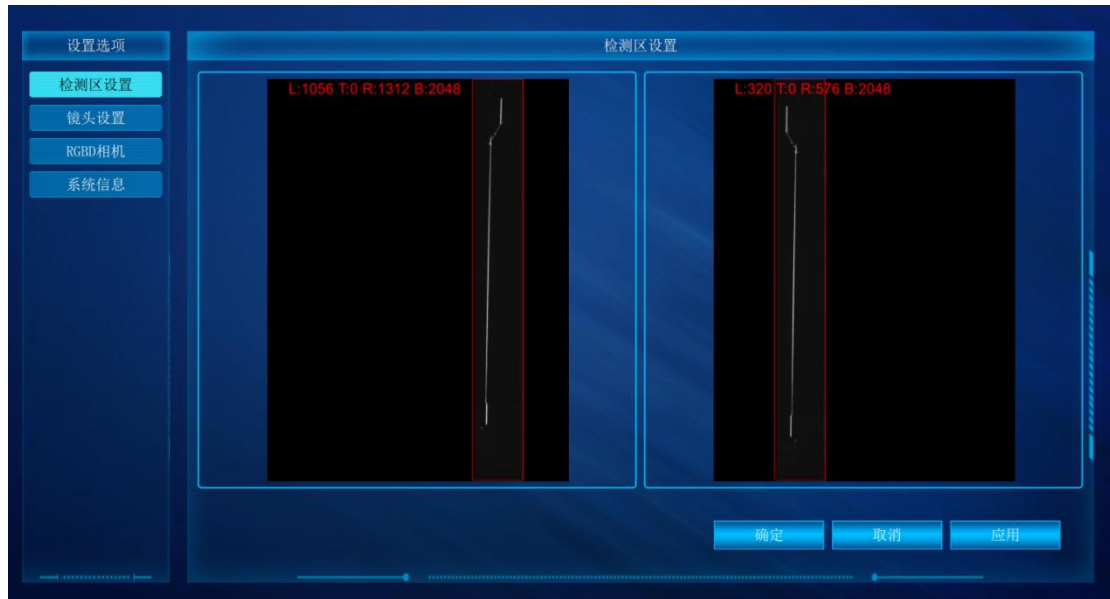 设置选项
检测区设置
镜头设置
RGBD相机
系统信息
检测区设置
L:1056 T:0 R:1312 B:2048
L:320 T:0 R:576 B:2048
确定
取消
应用